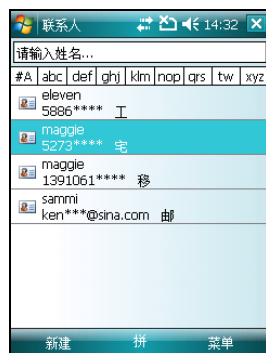 联系人 14:32
请输入姓名...
#A abc def ghj klm nop qrs tw xyz
eleven
5886**** 工
maggie
5273**** 宅
maggie
1391061**** 移
sammi
ken***@sina.com 邮
新建 拼 菜单